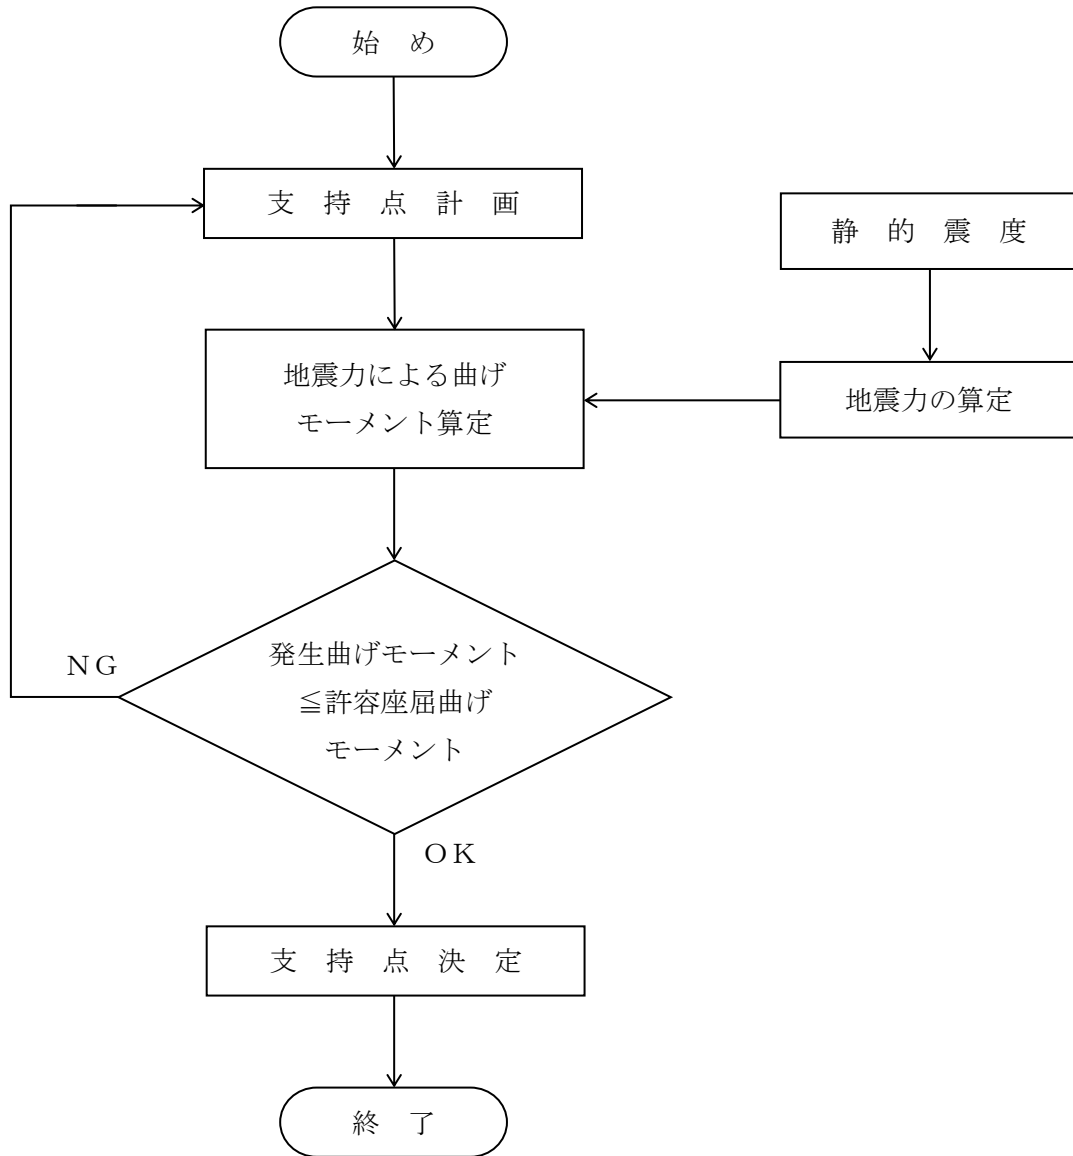 始 め
支 持 点 計 画
静 的 震 度
地震力による曲げ
モーメント算定
地震力の算定
NG
発生曲げモーメント
≦許容座屈曲げ
モーメント
OK
支 持 点 決 定
終 了